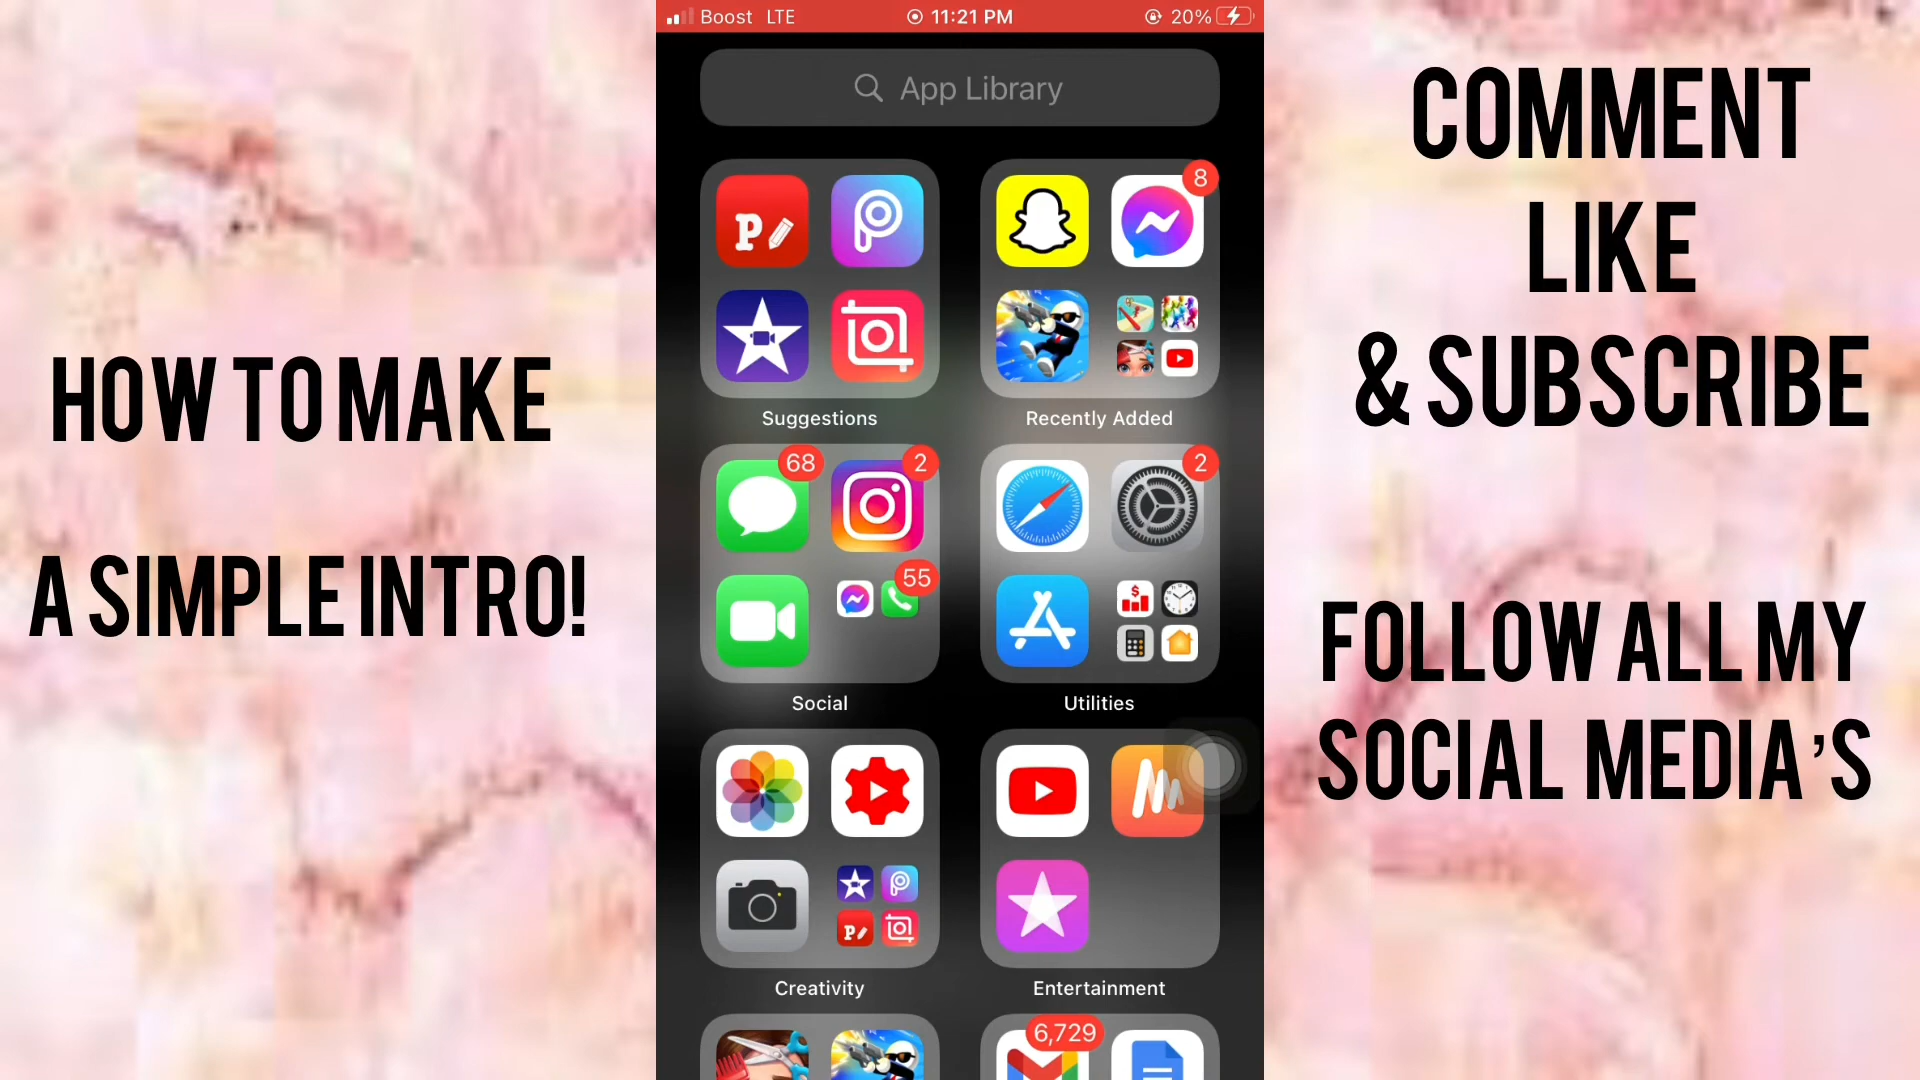 HOW TO MAKE
A SIMPLE INTRO!
Boost LTE 11:21 PM 20%
App Library
8
Suggestions Recently Added
68 2 2
55
Social Utilities
Creativity Entertainment
6,729
COMMENT
LIKE
& SUBSCRIBE
FOLLOW ALL MY
SOCIAL MEDIA'S